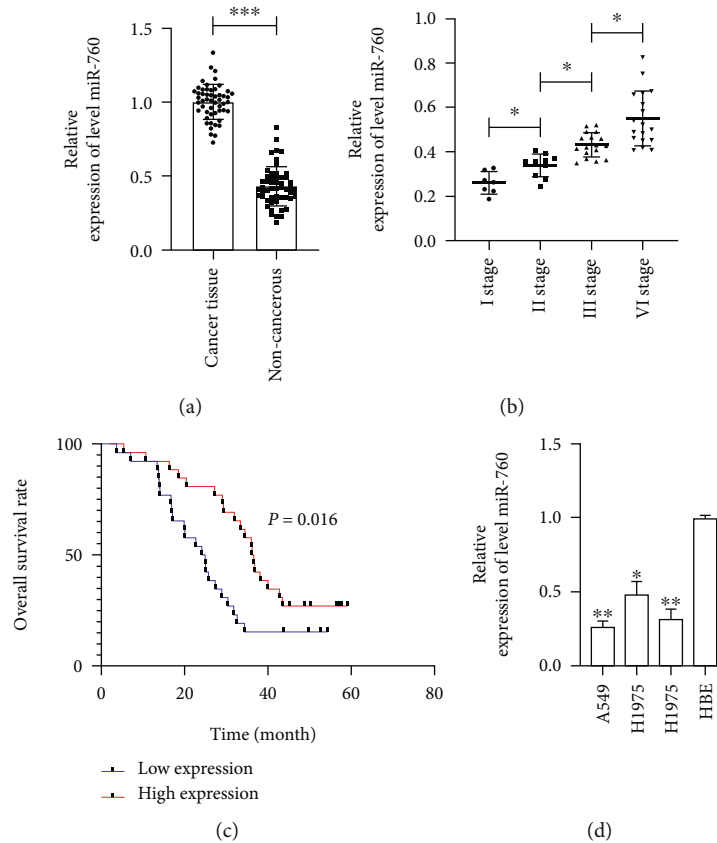 ***
1.5
1.0
0.5
0.0
Relative
expression of level miR-760
Cancer tissue
Non-cancerous
(a)
*
*
*
1.0
0.8
0.6
0.4
0.2
0.0
Relative
expression of level miR-760
I stage
II stage
III stage
VI stage
(b)
100
50
0
Overall survival rate
P = 0.016
0 20 40 60 80
Time (month)
Low expression
High expression
(c)
1.5
1.0
0.5
0.0
Relative
expression of level miR-760
** * **
A549
H1975
H1975
HBE
(d)